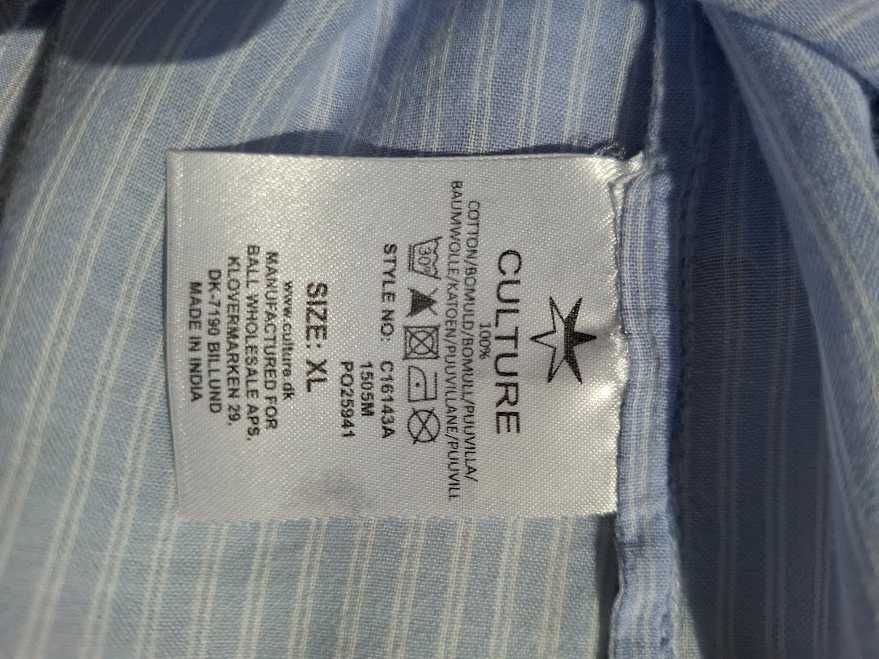 CULTURE
100%
COTTON/BOMULD/BOMULL/PUUVILLA/
BAUMWOLLE/KATOEN/PUUVILLANE/PUUVILL
30°
STYLE NO: C16143A
1505M
PO25941
SIZE: XL
www.culture.dk
MANUFACTURED FOR
BALL WHOLESALE APS.
KLOVERMARKEN 29,
DK-7190 BILLUND
MADE IN INDIA